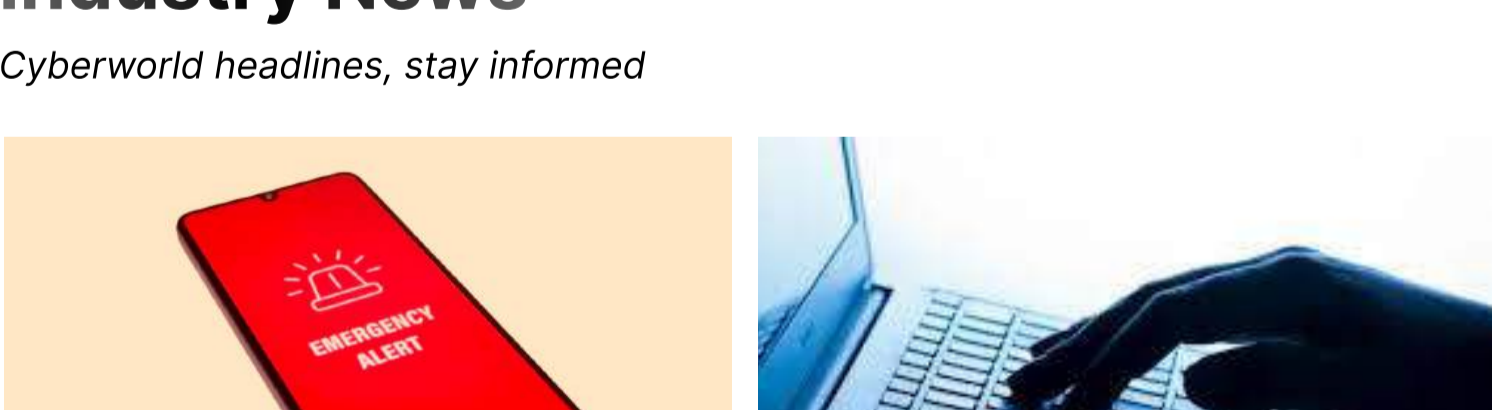 Industry News
Cyberworld headlines, stay informed
EMERGENCY
ALERT